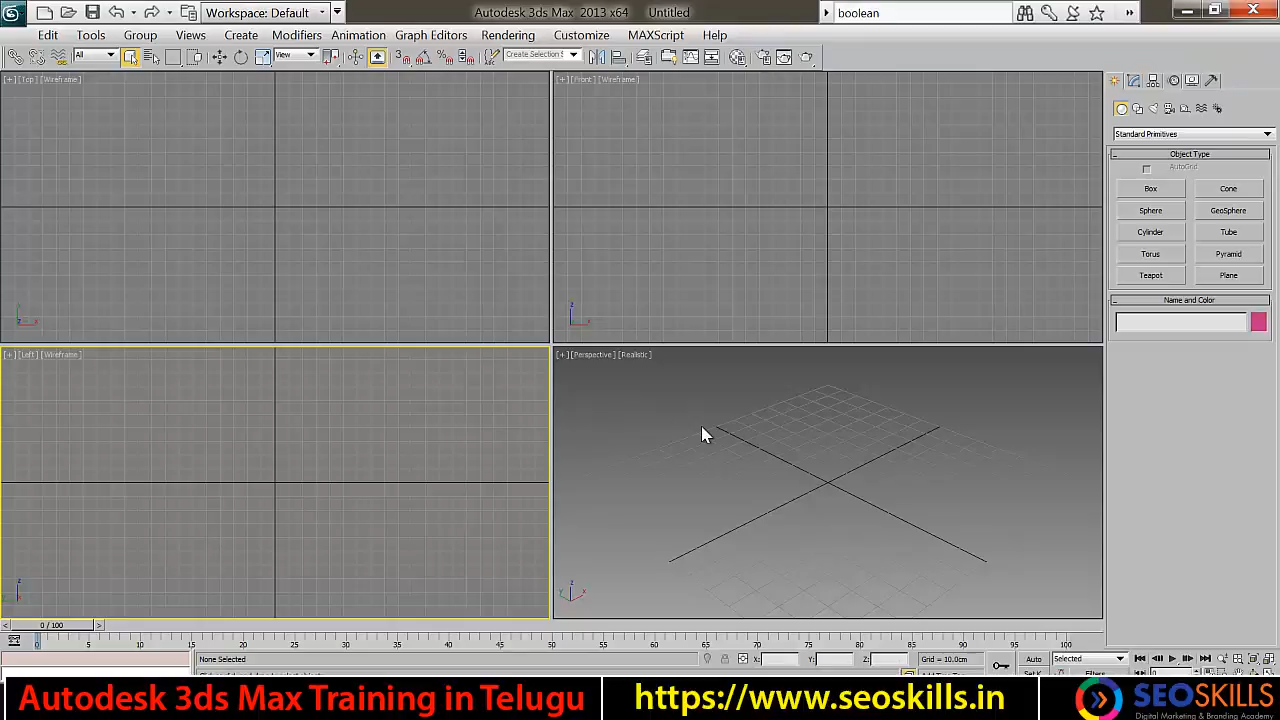 Workspace: Default
Autodesk 3ds Max 2013 x64 Untitled
boolean
Edit Tools Group Views Create Modifiers Animation Graph Editors Rendering Customize MAXScript Help
All
View
Create Selection S
[+] [Top] [Wireframe]
[+] [Front] [Wireframe]
Standard Primitives
Object Type
AutoGrid
Box Cone
Sphere GeoSphere
Cylinder Tube
Torus Pyramid
Teapot Plane
Name and Color
[+] [Left] [Wireframe]
[+] [Perspective] [Realistic]
0 / 100
0 5 10 15 20 25 30 35 40 45 50 55 60 65 70 75 80 85 90 95 100
None Selected
X: Y: Z:
Grid = 10.0cm
Auto
Selected
Autodesk 3ds Max Training in Telugu
https://www.seoskills.in
SEOSKILLS
Digital Marketing & Branding Academy